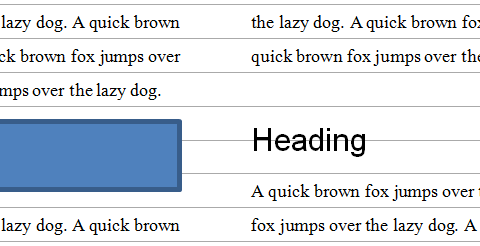 lazy dog. A quick brown
ck brown fox jumps over
mps over the lazy dog.
lazy dog. A quick brown
the lazy dog. A quick brown fox
quick brown fox jumps over the
Heading
A quick brown fox jumps over
fox jumps over the lazy dog. A